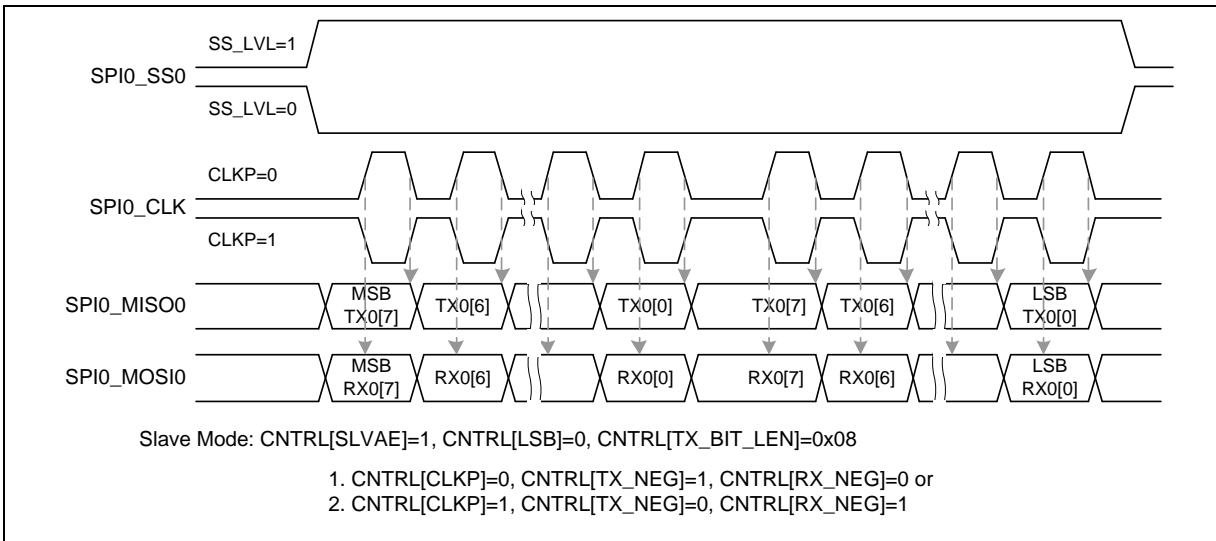 SS_LVL=1
SPI0_SS0
SS_LVL=0
CLKP=0
SPI0_CLK
CLKP=1
SPI0_MISO0
MSB
TX0[7]
TX0[6]
TX0[0]
TX0[7]
TX0[6]
LSB
TX0[0]
SPI0_MOSI0
MSB
RX0[7]
RX0[6]
RX0[0]
RX0[7]
RX0[6]
LSB
RX0[0]
Slave Mode: CNTRL[SLVAE]=1, CNTRL[LSB]=0, CNTRL[TX_BIT_LEN]=0x08
1. CNTRL[CLKP]=0, CNTRL[TX_NEG]=1, CNTRL[RX_NEG]=0 or
2. CNTRL[CLKP]=1, CNTRL[TX_NEG]=0, CNTRL[RX_NEG]=1